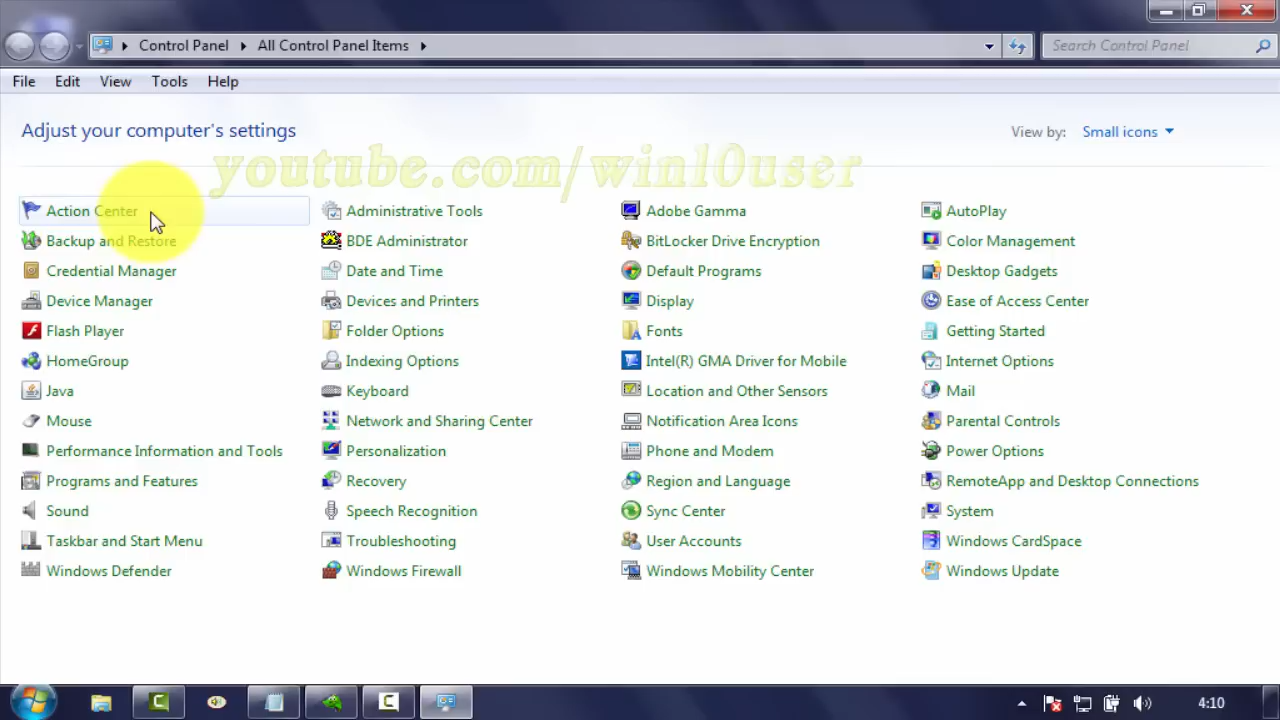 Control Panel All Control Panel Items
Search Control Panel
File Edit View Tools Help
Adjust your computer's settings
View by: Small icons
youtube.com/win10user
Action Center Administrative Tools Adobe Gamma AutoPlay
Backup and Restore BDE Administrator BitLocker Drive Encryption Color Management
Credential Manager Date and Time Default Programs Desktop Gadgets
Device Manager Devices and Printers Display Ease of Access Center
Flash Player Folder Options Fonts Getting Started
HomeGroup Indexing Options Intel(R) GMA Driver for Mobile Internet Options
Java Keyboard Location and Other Sensors Mail
Mouse Network and Sharing Center Notification Area Icons Parental Controls
Performance Information and Tools Personalization Phone and Modem Power Options
Programs and Features Recovery Region and Language RemoteApp and Desktop Connections
Sound Speech Recognition Sync Center System
Taskbar and Start Menu Troubleshooting User Accounts Windows CardSpace
Windows Defender Windows Firewall Windows Mobility Center Windows Update
4:10